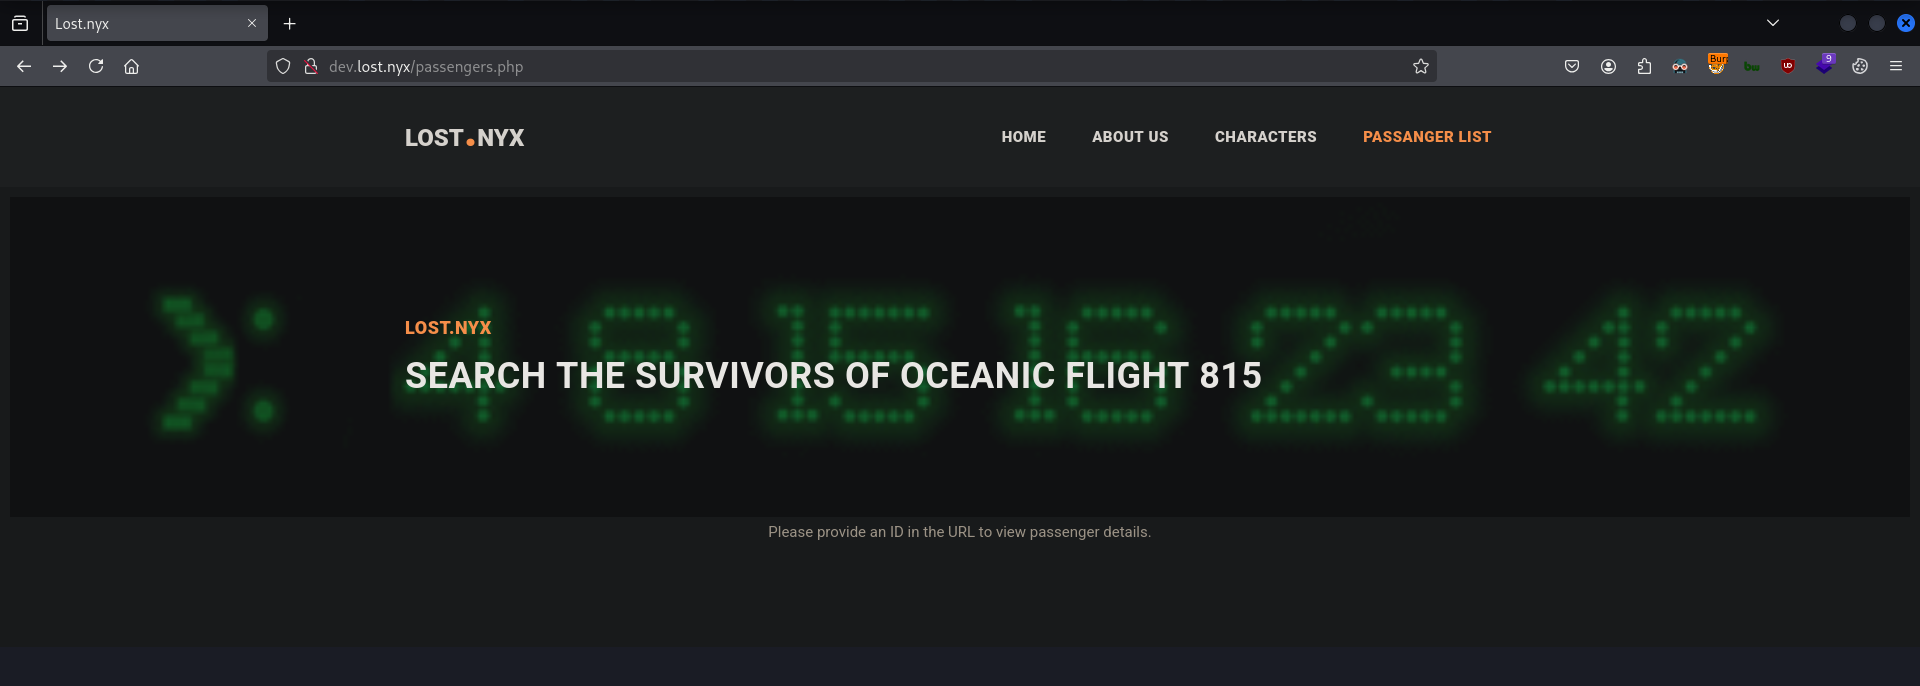 Lost.nyx
dev.lost.nyx/passengers.php
Burp
9
LOST.NYX
HOME
ABOUT US
CHARACTERS
PASSANGER LIST
>: 4 8 15 16 23 42
LOST.NYX
SEARCH THE SURVIVORS OF OCEANIC FLIGHT 815
Please provide an ID in the URL to view passenger details.